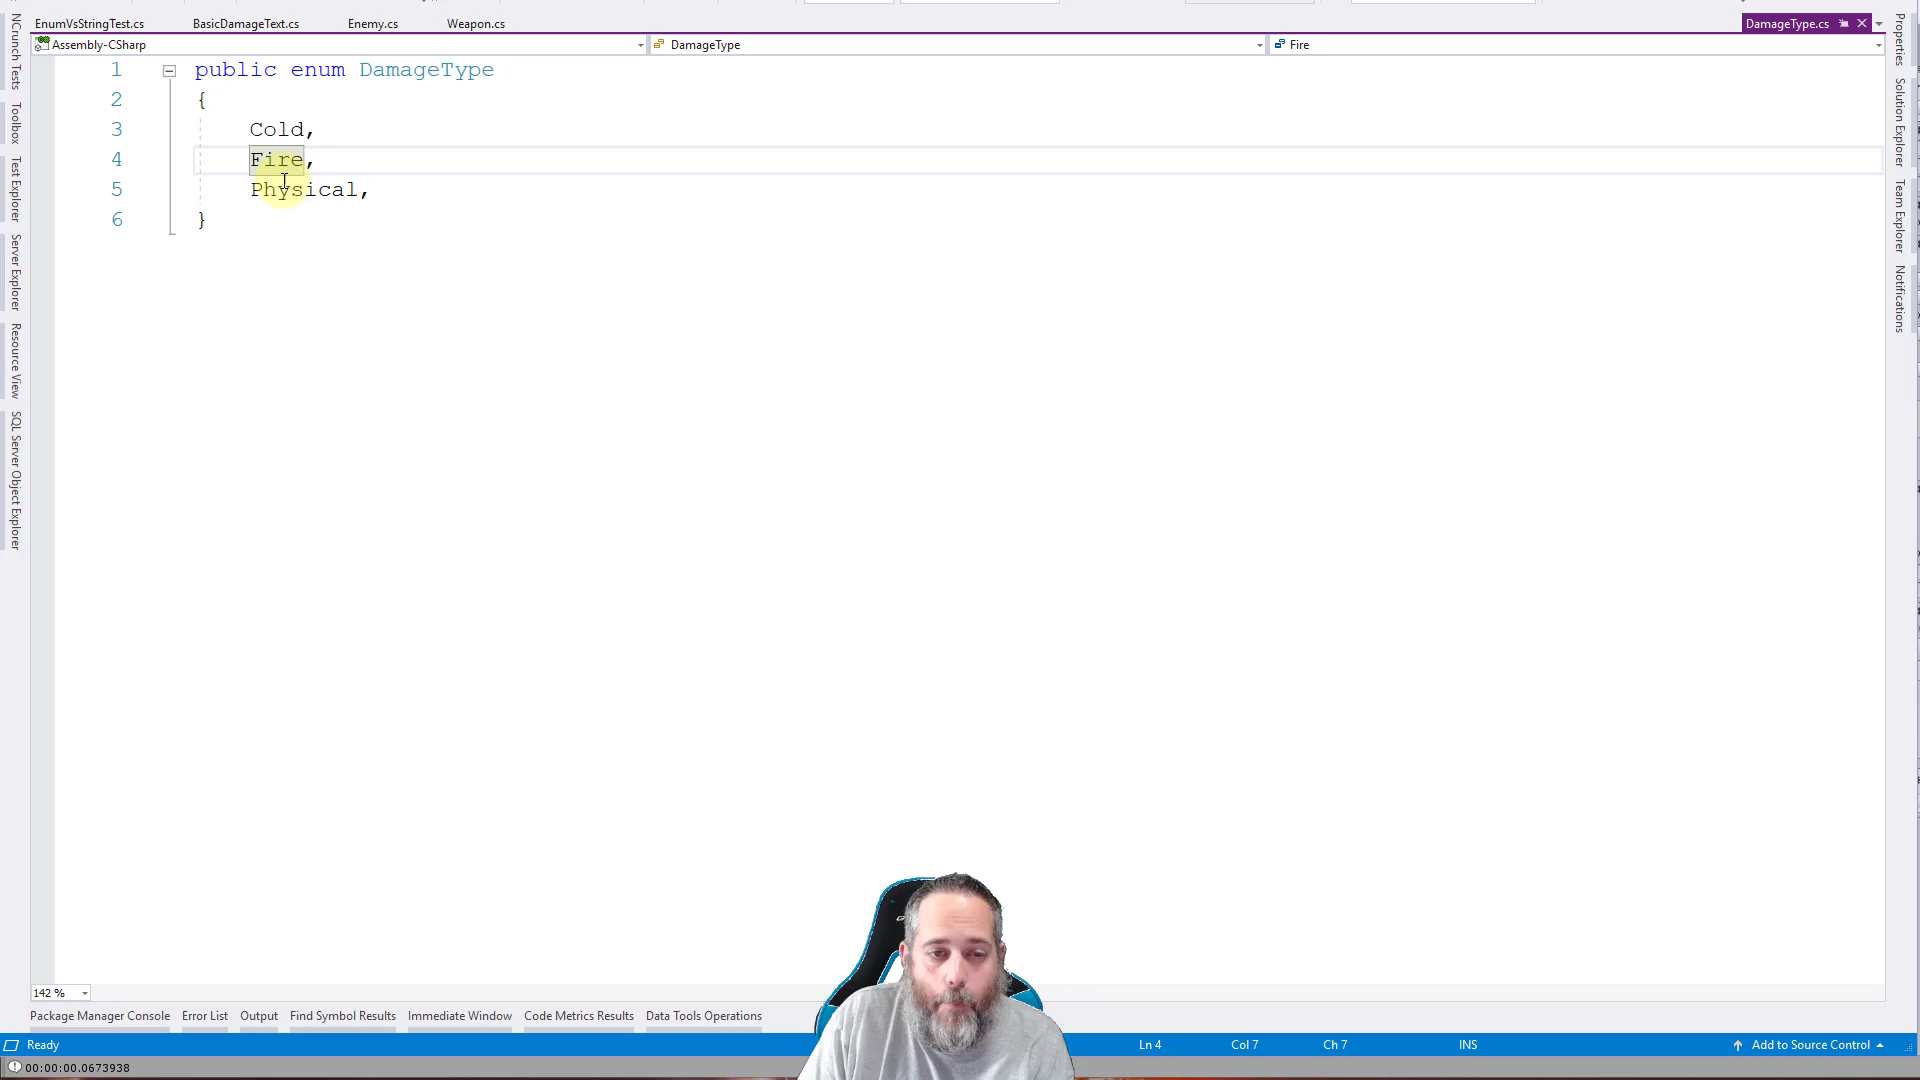 EnumVsStringTest.cs BasicDamageText.cs Enemy.cs Weapon.cs DamageType.cs
Assembly-CSharp DamageType Fire
1 public enum DamageType
2 {
3 Cold,
4 Fire,
5 Physical,
6 }
NCrunch Tests
Toolbox
Test Explorer
Server Explorer
Resource View
SQL Server Object Explorer
Properties
Solution Explorer
Team Explorer
Notifications
142 %
Package Manager Console Error List Output Find Symbol Results Immediate Window Code Metrics Results Data Tools Operations
Ready Ln 4 Col 7 Ch 7 INS Add to Source Control
00:00:00.0673938